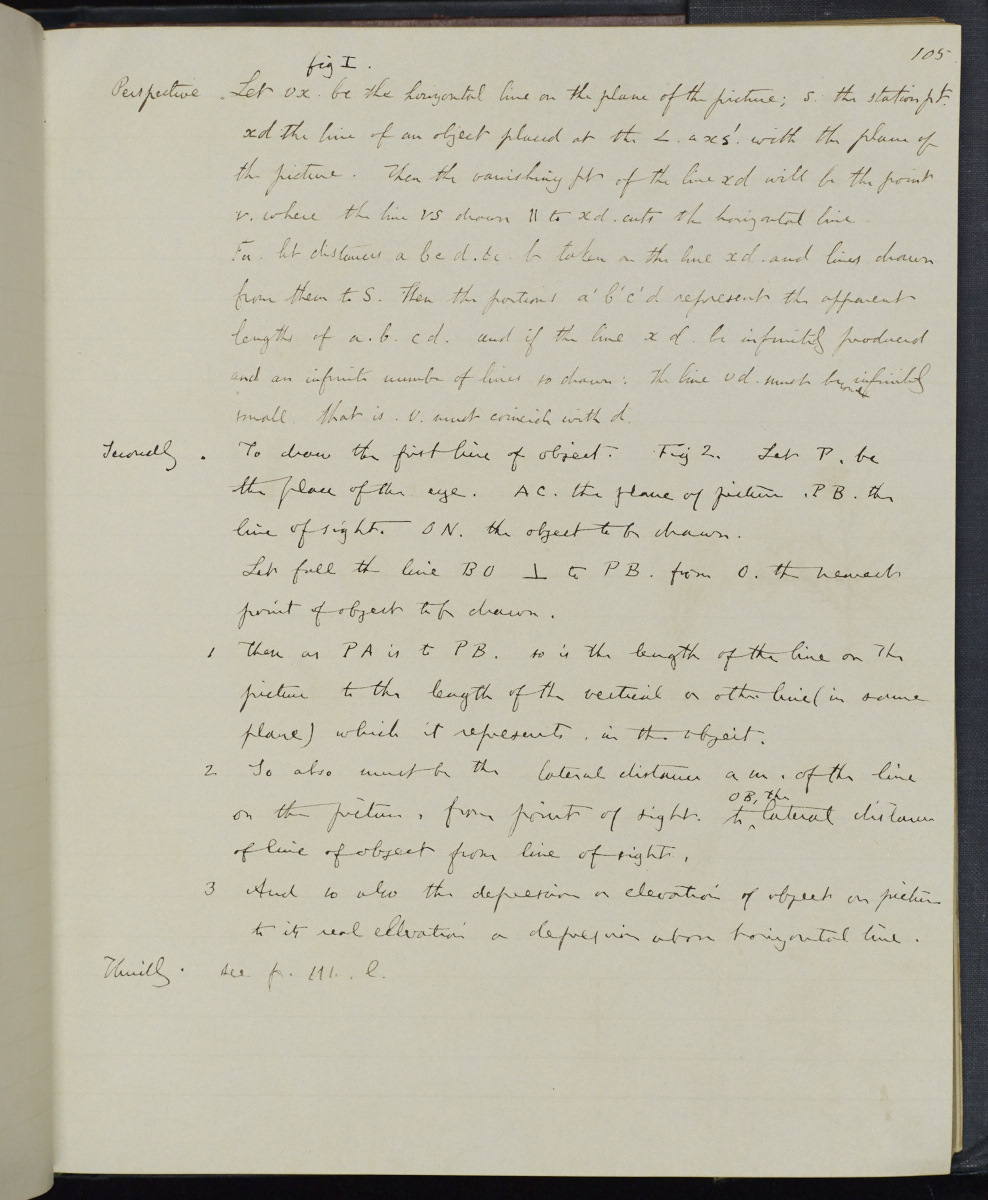 105
fig I.
Perspective. Let vx. be the horizontal line on the plane of the picture; S. the station pt.
xd the line of an object placed at the ∠. axs'. with the plane of
the picture. Then the vanishing pt of the line xd will be the point
v. where the line vs drawn || to xd. cuts the horizontal line
For. let distances a b c d. &c. be taken on the line xd. and lines drawn
from them to S. Then the portions a' b' c' d represent the apparent
lengths of a. b. c d. and if the line x d. be infinitely produced
and an infinite number of lines so drawn: the line vd. must be infinitely
small. that is. v. must coincide with d.
Secondly. To draw the first line of object. Fig 2. Let P. be
the place of the eye. AC. the plane of picture. PB. the
line of sight. ON. the object to be drawn.
Let fall the line BO ⊥ to PB. from O. the nearest
point of object to be drawn.
1 Then as PA is to PB. so is the length of the line on The
picture to the length of the vertical or other line (in same
plane) which it represents. in the object.
2 So also must be the lateral distance a m. of the line
on the picture, from point of sight. to OB, the lateral distance
of line of object from line of sight.
3 And so also the depression or elevation of object on picture
to its real ellevation or depression above horizontal line.
Thirdly. see p. 111. l.